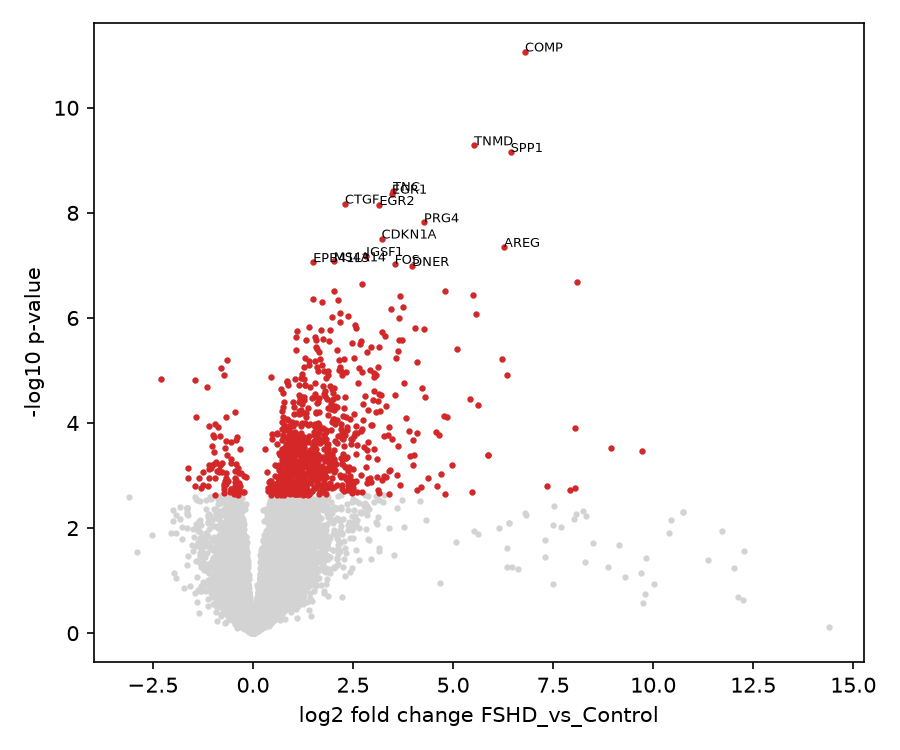 COMP
TNMD
SPP1
TNC
EGR1
CTGF
EGR2
PRG4
CDKN1A
AREG
IGSF1
FOS
DNER
10
8
6
4
2
0
-log10 p-value
−2.5 0.0 2.5 5.0 7.5 10.0 12.5 15.0
log2 fold change FSHD_vs_Control